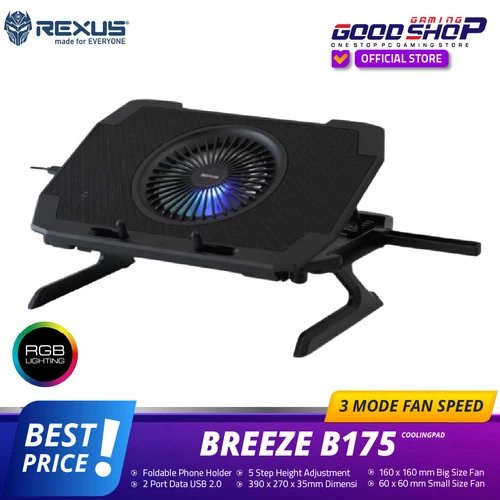 REXUS®
made for EVERYONE
GAMING
GOODSHOP
ONE STOP PC GAMING STORE
OFFICIAL STORE
REXUS
RGB
LIGHTING
3 MODE FAN SPEED
BEST
PRICE!
BREEZE B175 COOLINGPAD
• Foldable Phone Holder • 5 Step Height Adjustment • 160 x 160 mm Big Size Fan
• 2 Port Data USB 2.0 • 390 x 270 x 35mm Dimensi • 60 x 60 mm Small Size Fan